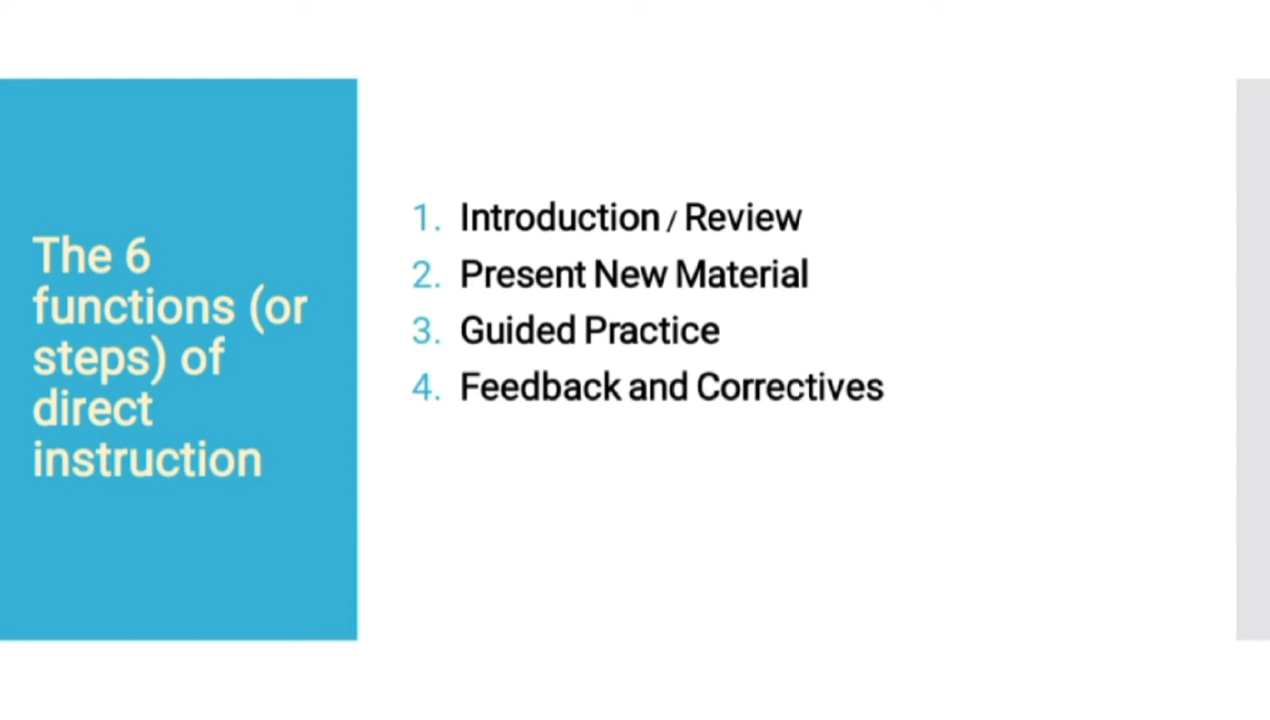 The 6
functions (or
steps) of
direct
instruction
1. Introduction / Review
2. Present New Material
3. Guided Practice
4. Feedback and Correctives